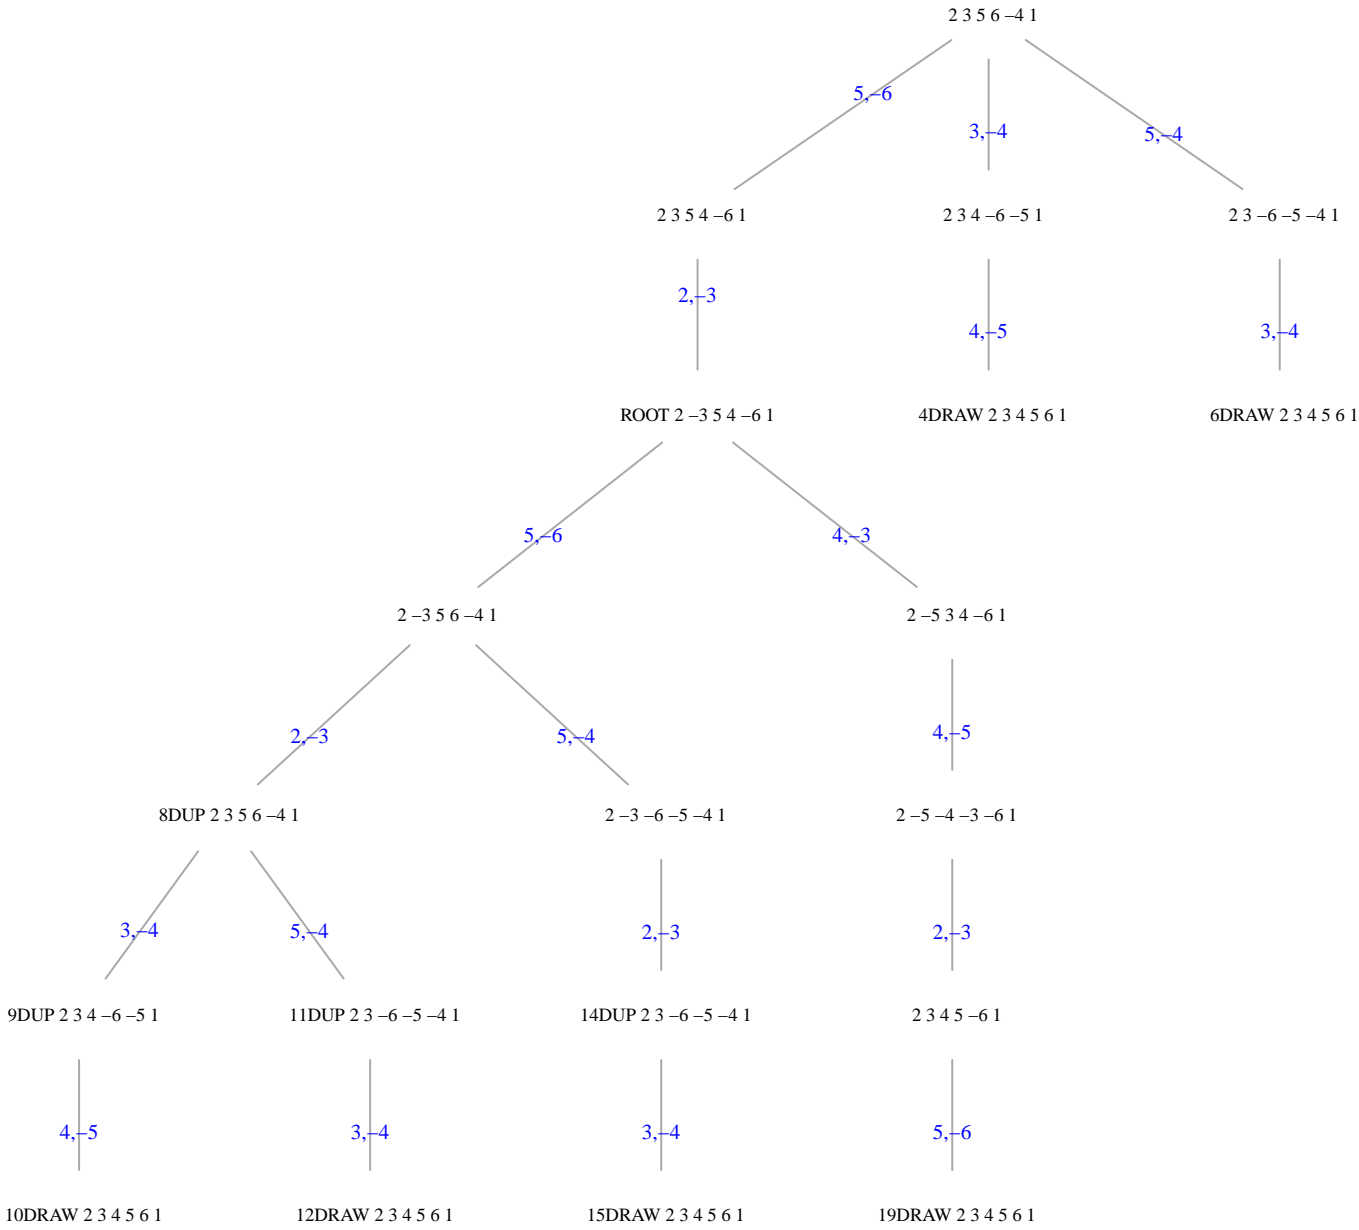 2 3 5 6 –4 1
5,–6
3,–4
5,–4
2 3 5 4 –6 1
2 3 4 –6 –5 1
2 3 –6 –5 –4 1
2,–3
4,–5
3,–4
ROOT 2 –3 5 4 –6 1
4DRAW 2 3 4 5 6 1
6DRAW 2 3 4 5 6 1
5,–6
4,–3
2 –3 5 6 –4 1
2 –5 3 4 –6 1
2,–3
5,–4
4,–5
8DUP 2 3 5 6 –4 1
2 –3 –6 –5 –4 1
2 –5 –4 –3 –6 1
3,–4
5,–4
2,–3
2,–3
9DUP 2 3 4 –6 –5 1
11DUP 2 3 –6 –5 –4 1
14DUP 2 3 –6 –5 –4 1
2 3 4 5 –6 1
4,–5
3,–4
3,–4
5,–6
10DRAW 2 3 4 5 6 1
12DRAW 2 3 4 5 6 1
15DRAW 2 3 4 5 6 1
19DRAW 2 3 4 5 6 1